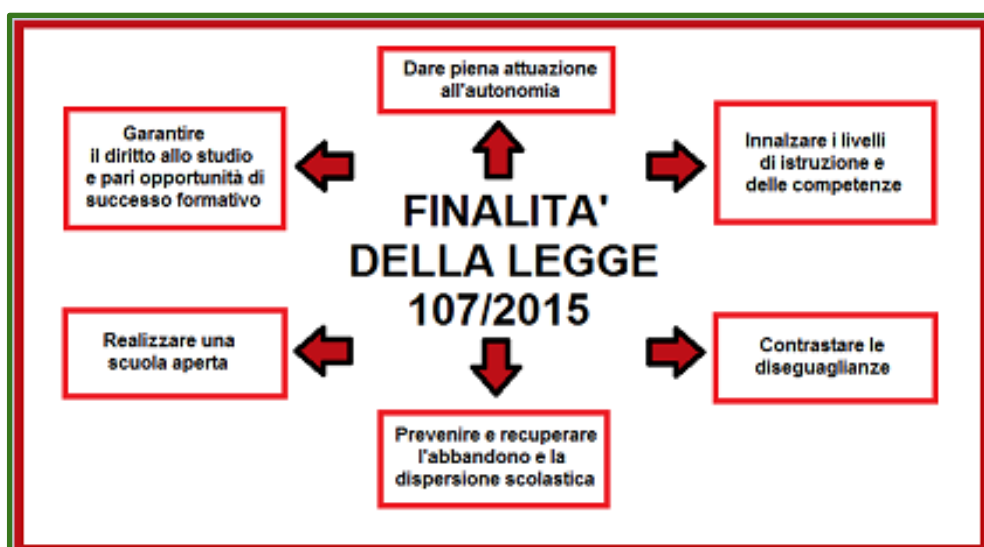 Dare piena attuazione
all'autonomia
Garantire
il diritto allo studio
e pari opportunità di
successo formativo
Innalzare i livelli
di istruzione e
delle competenze
FINALITA'
DELLA LEGGE
107/2015
Realizzare una
scuola aperta
Contrastare le
diseguaglianze
Prevenire e recuperare
l'abbandono e la
dispersione scolastica